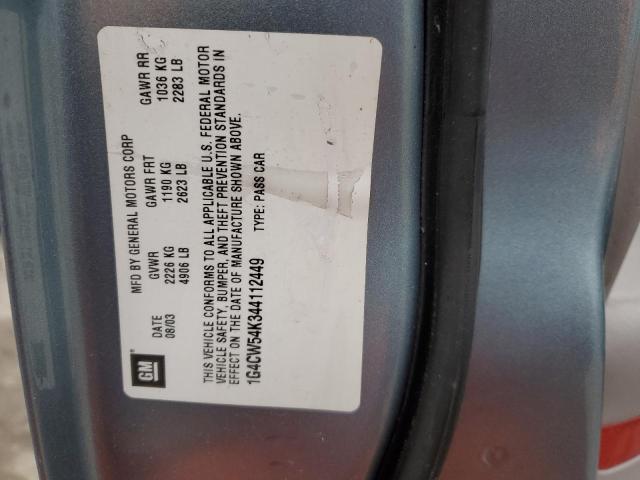 GM
MFD BY GENERAL MOTORS CORP
DATE GVWR GAWR FRT GAWR RR
08/03 2226 KG 1190 KG 1036 KG
4906 LB 2623 LB 2283 LB
THIS VEHICLE CONFORMS TO ALL APPLICABLE U.S. FEDERAL MOTOR
VEHICLE SAFETY, BUMPER, AND THEFT PREVENTION STANDARDS IN
EFFECT ON THE DATE OF MANUFACTURE SHOWN ABOVE.
1G4CW54K344112449 TYPE: PASS CAR